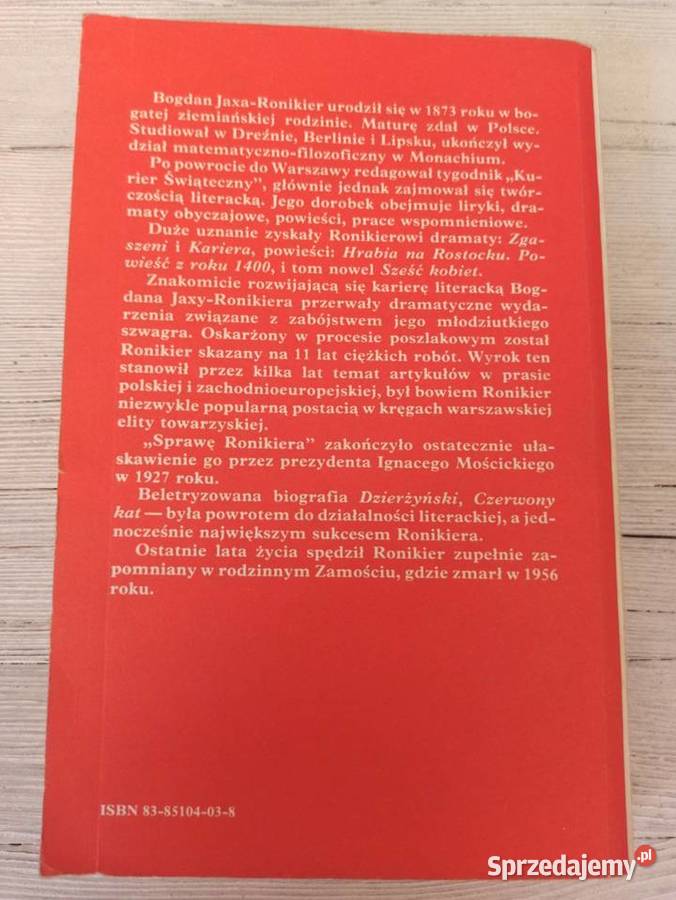 Bogdan Jaxa-Ronikier urodził się w 1873 roku w bo-
gatej ziemiańskiej rodzinie. Maturę zdał w Polsce.
Studiował w Dreźnie, Berlinie i Lipsku, ukończył wy-
dział matematyczno-filozoficzny w Monachium.
Po powrocie do Warszawy redagował tygodnik „Ku-
rier Świąteczny”, głównie jednak zajmował się twór-
czością literacką. Jego dorobek obejmuje liryki, dra-
maty obyczajowe, powieści, prace wspomnieniowe.
Duże uznanie zyskały Ronikierowi dramaty: Zga-
szeni i Kariera, powieści: Hrabia na Rostocku. Po-
wieść z roku 1400, i tom nowel Sześć kobiet.
Znakomicie rozwijającą się karierę literacką Bog-
dana Jaxy-Ronikiera przerwały dramatyczne wyda-
rzenia związane z zabójstwem jego młodziutkiego
szwagra. Oskarżony w procesie poszlakowym został
Ronikier skazany na 11 lat ciężkich robót. Wyrok ten
stanowił przez kilka lat temat artykułów w prasie
polskiej i zachodnioeuropejskiej, był bowiem Ronikier
niezwykle popularną postacią w kręgach warszawskiej
elity towarzyskiej.
„Sprawę Ronikiera” zakończyło ostatecznie uła-
skawienie go przez prezydenta Ignacego Mościckiego
w 1927 roku.
Beletryzowana biografia Dzierżyński, Czerwony
kat — była powrotem do działalności literackiej, a jed-
nocześnie największym sukcesem Ronikiera.
Ostatnie lata życia spędził Ronikier zupełnie za-
pomniany w rodzinnym Zamościu, gdzie zmarł w 1956
roku.
ISBN 83-85104-03-8
Sprzedajemy.pl